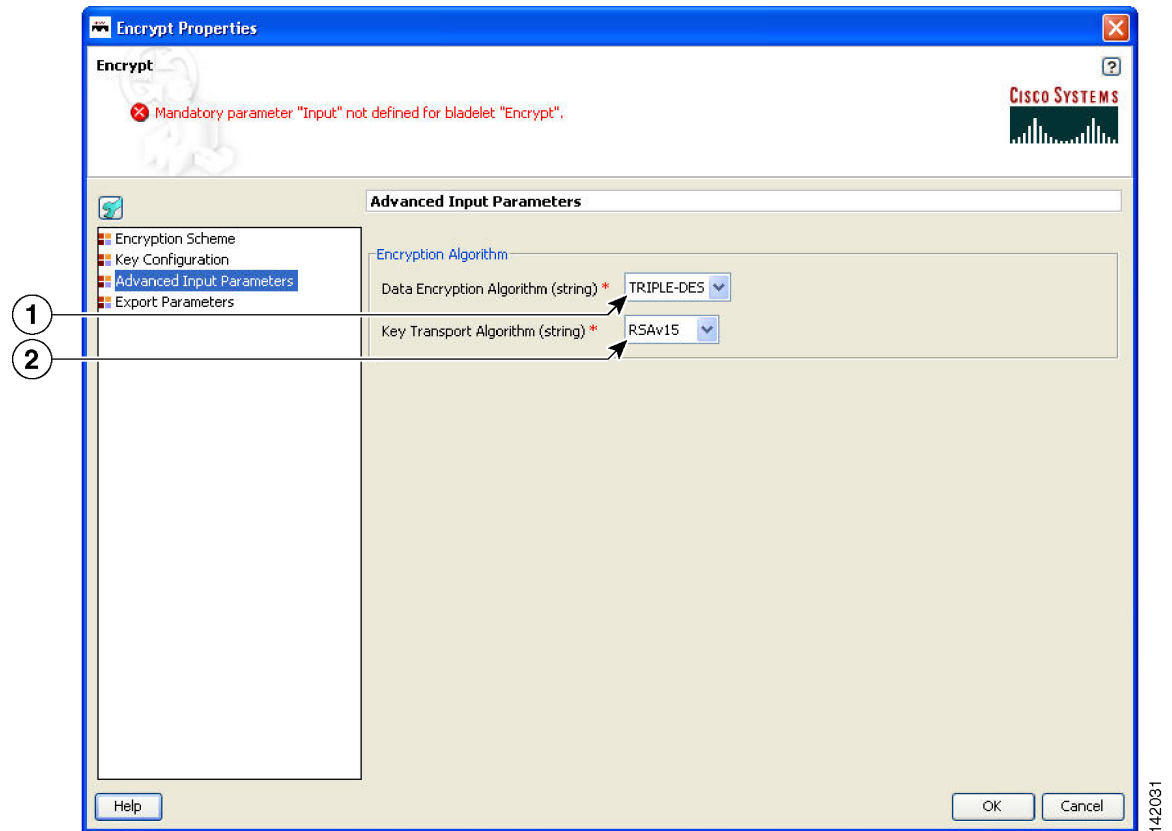 Encrypt Properties
Encrypt
Mandatory parameter "Input" not defined for bladelet "Encrypt".
CISCO SYSTEMS
Advanced Input Parameters
Encryption Scheme
Key Configuration
Advanced Input Parameters
Export Parameters
Encryption Algorithm
Data Encryption Algorithm (string) * TRIPLE-DES
Key Transport Algorithm (string) * RSAv15
1
2
Help
OK
Cancel
142031